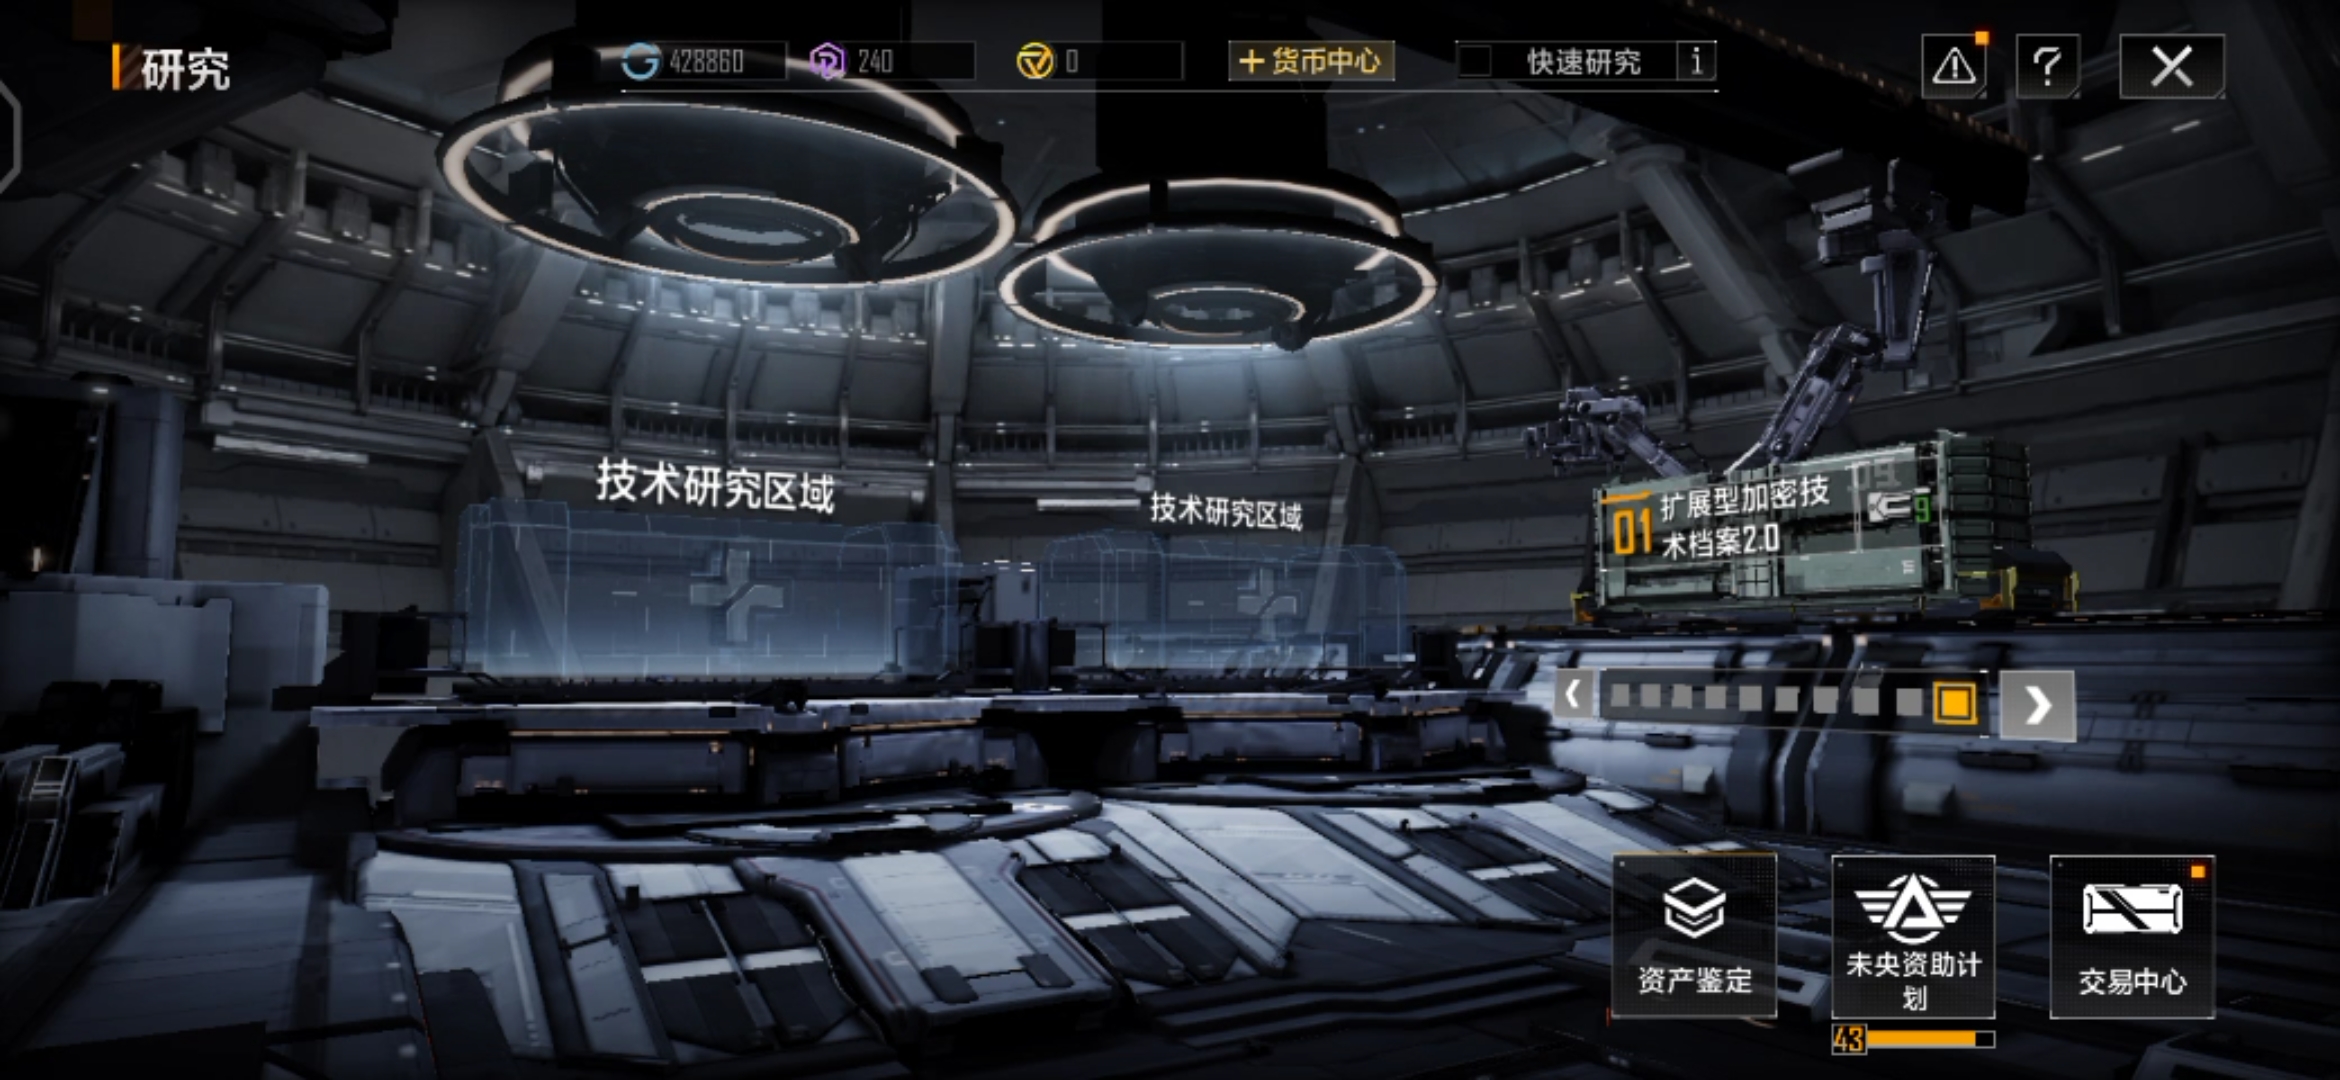 研究
428860
240
0
+货币中心
快速研究
i
?
技术研究区域
技术研究区域
01
扩展型加密技
术档案2.0
9
资产鉴定
未央资助计
划
43
交易中心